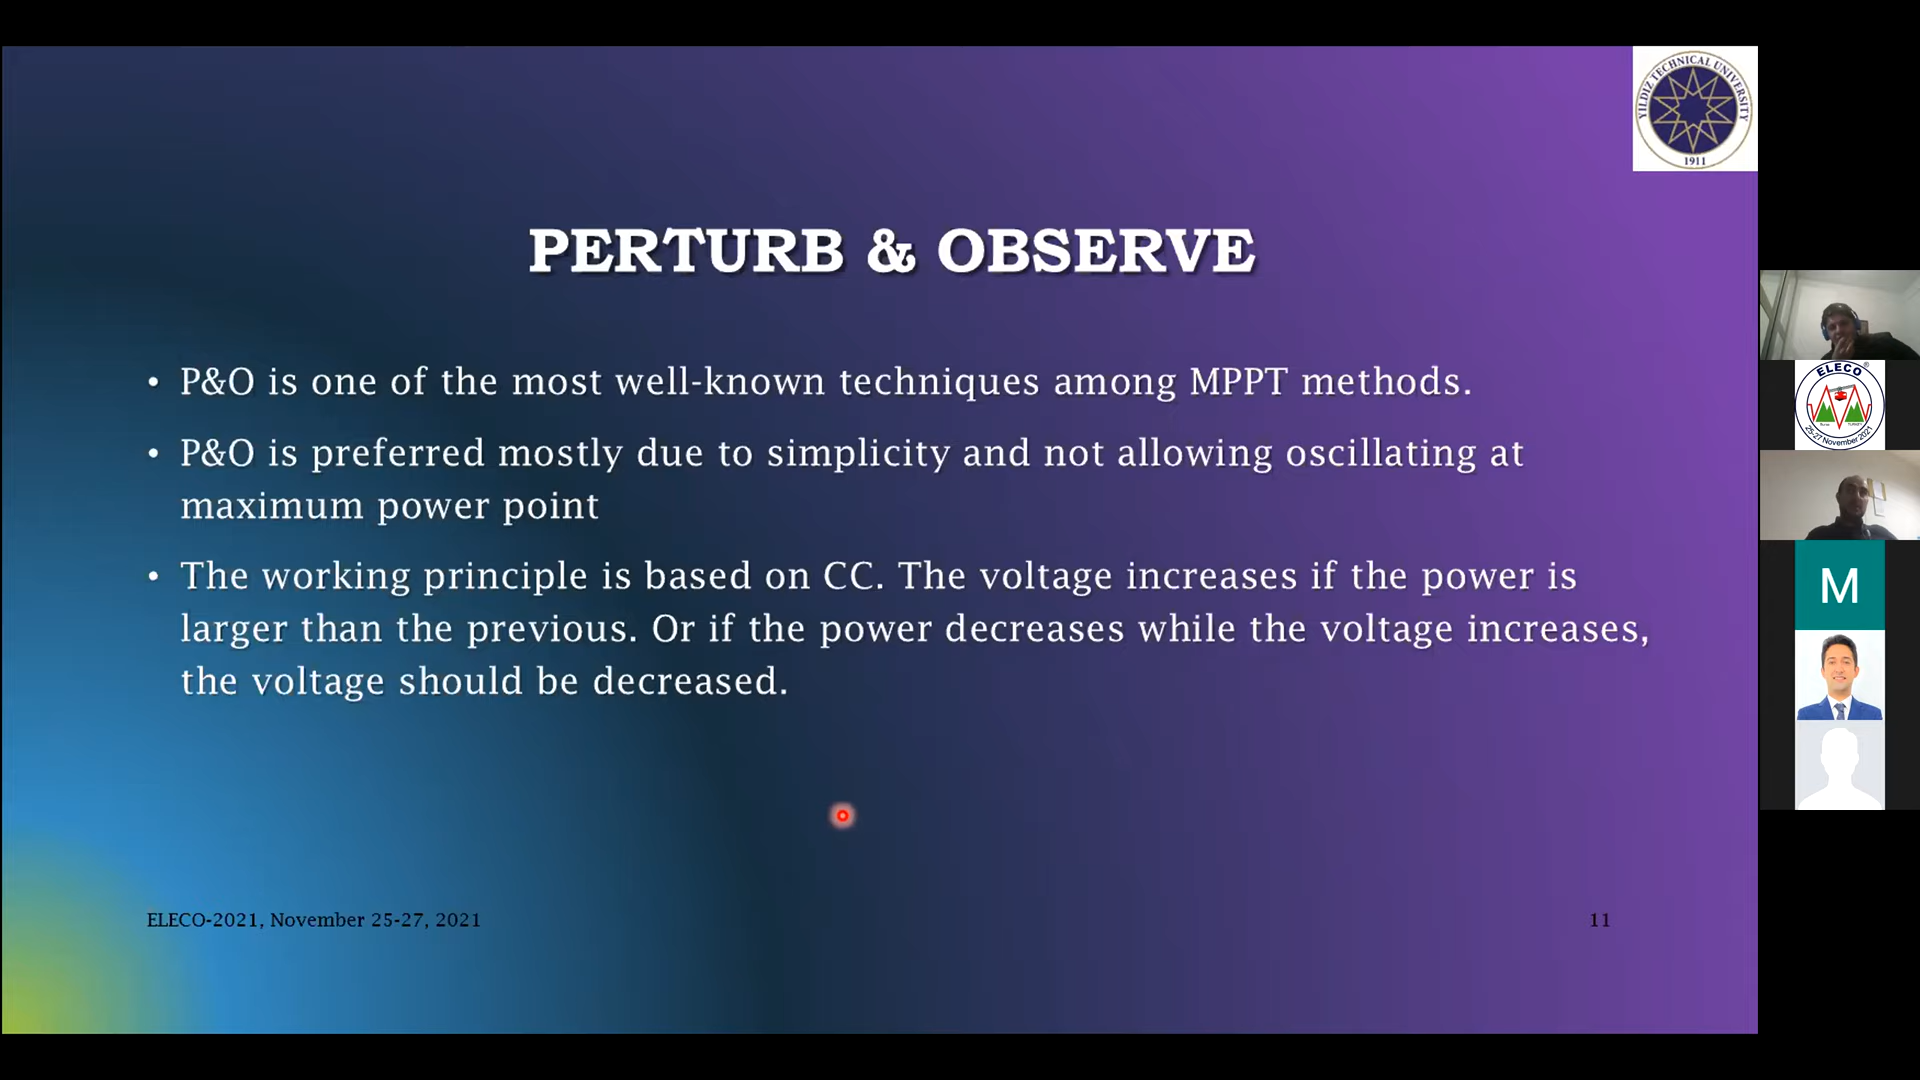 YILDIZ TECHNICAL UNIVERSITY
1911
PERTURB & OBSERVE
• P&O is one of the most well-known techniques among MPPT methods.
• P&O is preferred mostly due to simplicity and not allowing oscillating at
maximum power point
• The working principle is based on CC. The voltage increases if the power is
larger than the previous. Or if the power decreases while the voltage increases,
the voltage should be decreased.
ELECO-2021, November 25-27, 2021
11
ELECO®
25-27 November 2021
M